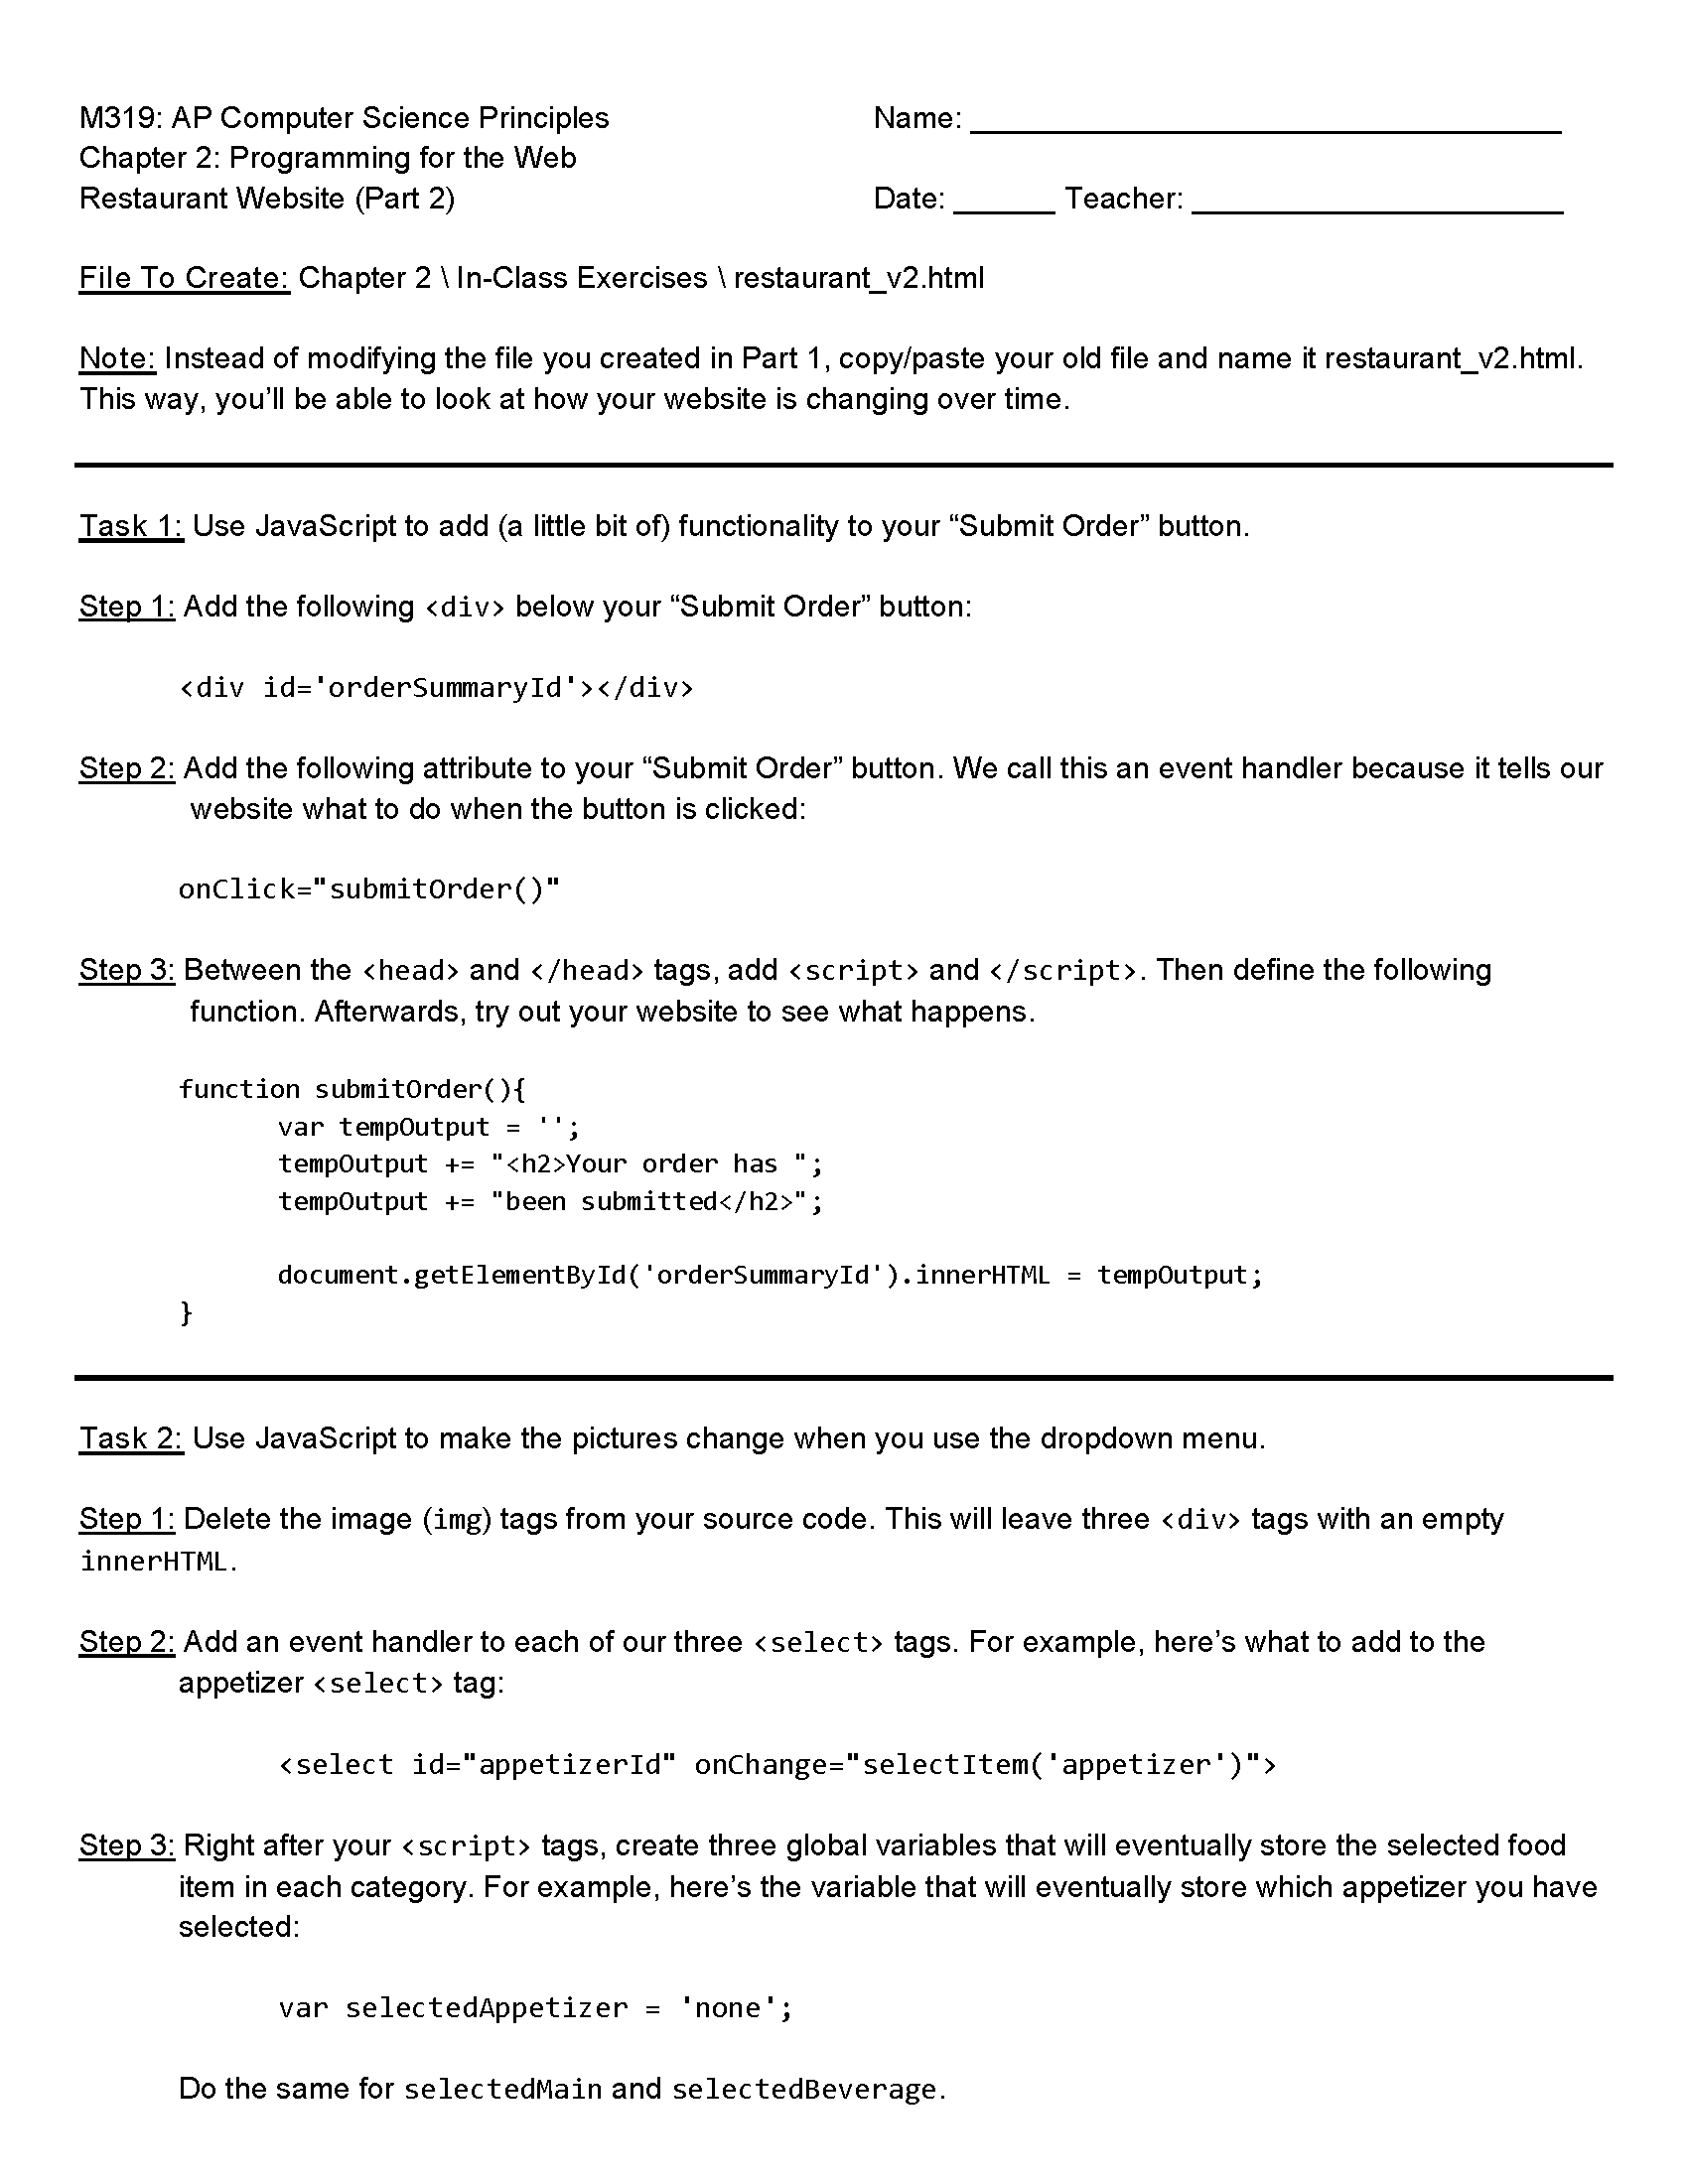 M319: AP Computer Science Principles
Name: ___________________________________
Chapter 2: Programming for the Web
Restaurant Website (Part 2)
Date: ______ Teacher: ______________________
File To Create: Chapter 2 \ In-Class Exercises \ restaurant_v2.html
Note: Instead of modifying the file you created in Part 1, copy/paste your old file and name it restaurant_v2.html.
This way, you’ll be able to look at how your website is changing over time.
Task 1: Use JavaScript to add (a little bit of) functionality to your “Submit Order” button.
Step 1: Add the following <div> below your “Submit Order” button:
<div id='orderSummaryId'></div>
Step 2: Add the following attribute to your “Submit Order” button. We call this an event handler because it tells our
website what to do when the button is clicked:
onClick="submitOrder()"
Step 3: Between the <head> and </head> tags, add <script> and </script>. Then define the following
function. Afterwards, try out your website to see what happens.
function submitOrder(){
var tempOutput = '';
tempOutput += "<h2>Your order has ";
tempOutput += "been submitted</h2>";
document.getElementById('orderSummaryId').innerHTML = tempOutput;
}
Task 2: Use JavaScript to make the pictures change when you use the dropdown menu.
Step 1: Delete the image (img) tags from your source code. This will leave three <div> tags with an empty
innerHTML.
Step 2: Add an event handler to each of our three <select> tags. For example, here’s what to add to the
appetizer <select> tag:
<select id="appetizerId" onChange="selectItem('appetizer')">
Step 3: Right after your <script> tags, create three global variables that will eventually store the selected food
item in each category. For example, here’s the variable that will eventually store which appetizer you have
selected:
var selectedAppetizer = 'none';
Do the same for selectedMain and selectedBeverage.